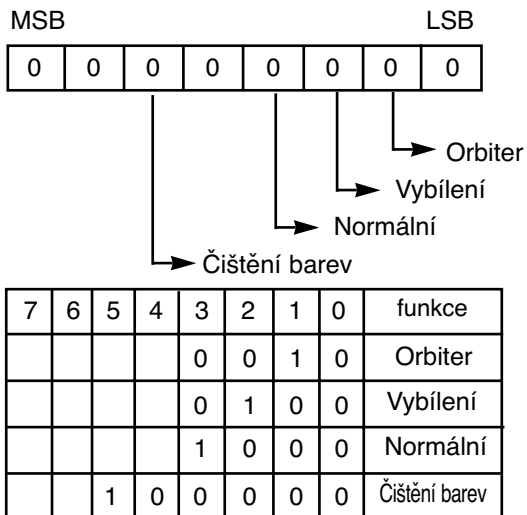 MSB LSB
0 0 0 0 0 0 0 0
Orbiter
Vybílení
Normální
Čištění barev
7 6 5 4 3 2 1 0 funkce
0 0 1 0 Orbiter
0 1 0 0 Vybílení
1 0 0 0 Normální
1 0 0 0 0 0 Čištění barev